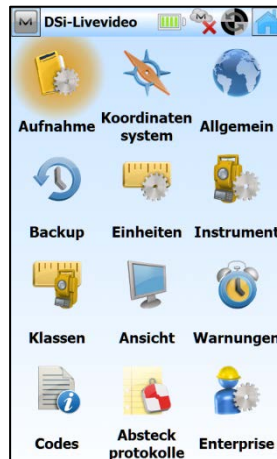 DSi-Livevideo
Aufnahme
Koordinaten
system
Allgemein
Backup
Einheiten
Instrument
Klassen
Ansicht
Warnungen
Codes
Absteck
protokolle
Enterprise